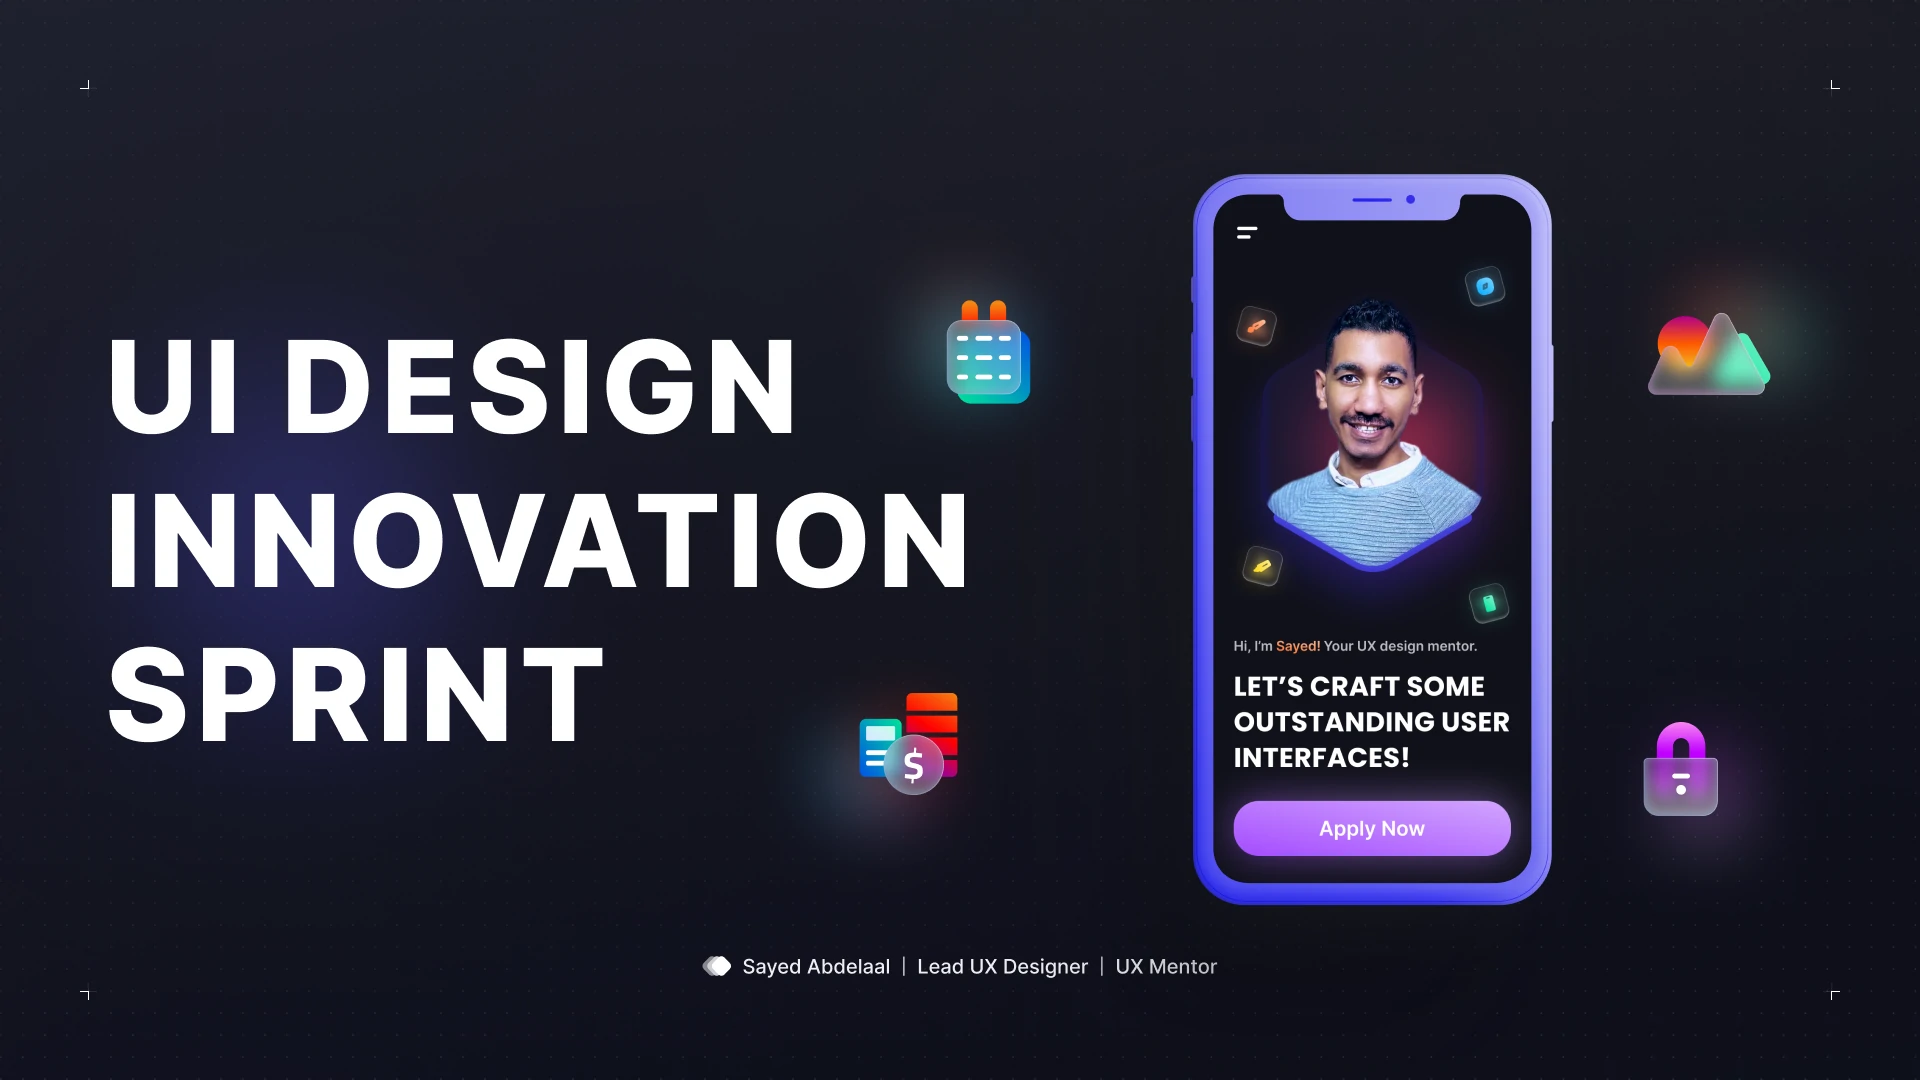 UI DESIGN
INNOVATION
SPRINT
$
Hi, I’m Sayed! Your UX design mentor.
LET’S CRAFT SOME
OUTSTANDING USER
INTERFACES!
Apply Now
Sayed Abdelaal | Lead UX Designer | UX Mentor